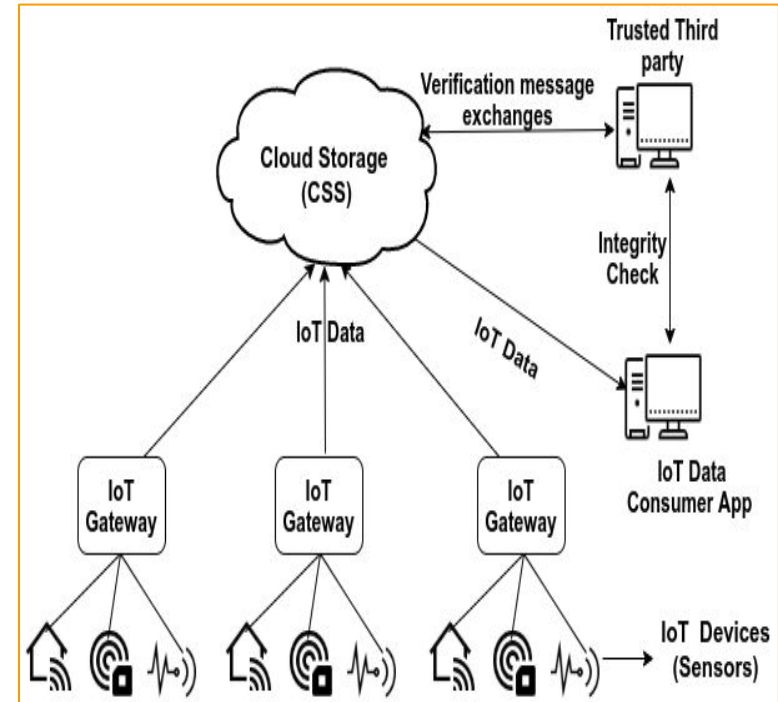 Trusted Third
party
Verification message
exchanges
Cloud Storage
(CSS)
Integrity
Check
IoT Data
IoT Data
IoT Data
Consumer App
IoT
Gateway
IoT
Gateway
IoT
Gateway
IoT Devices
(Sensors)